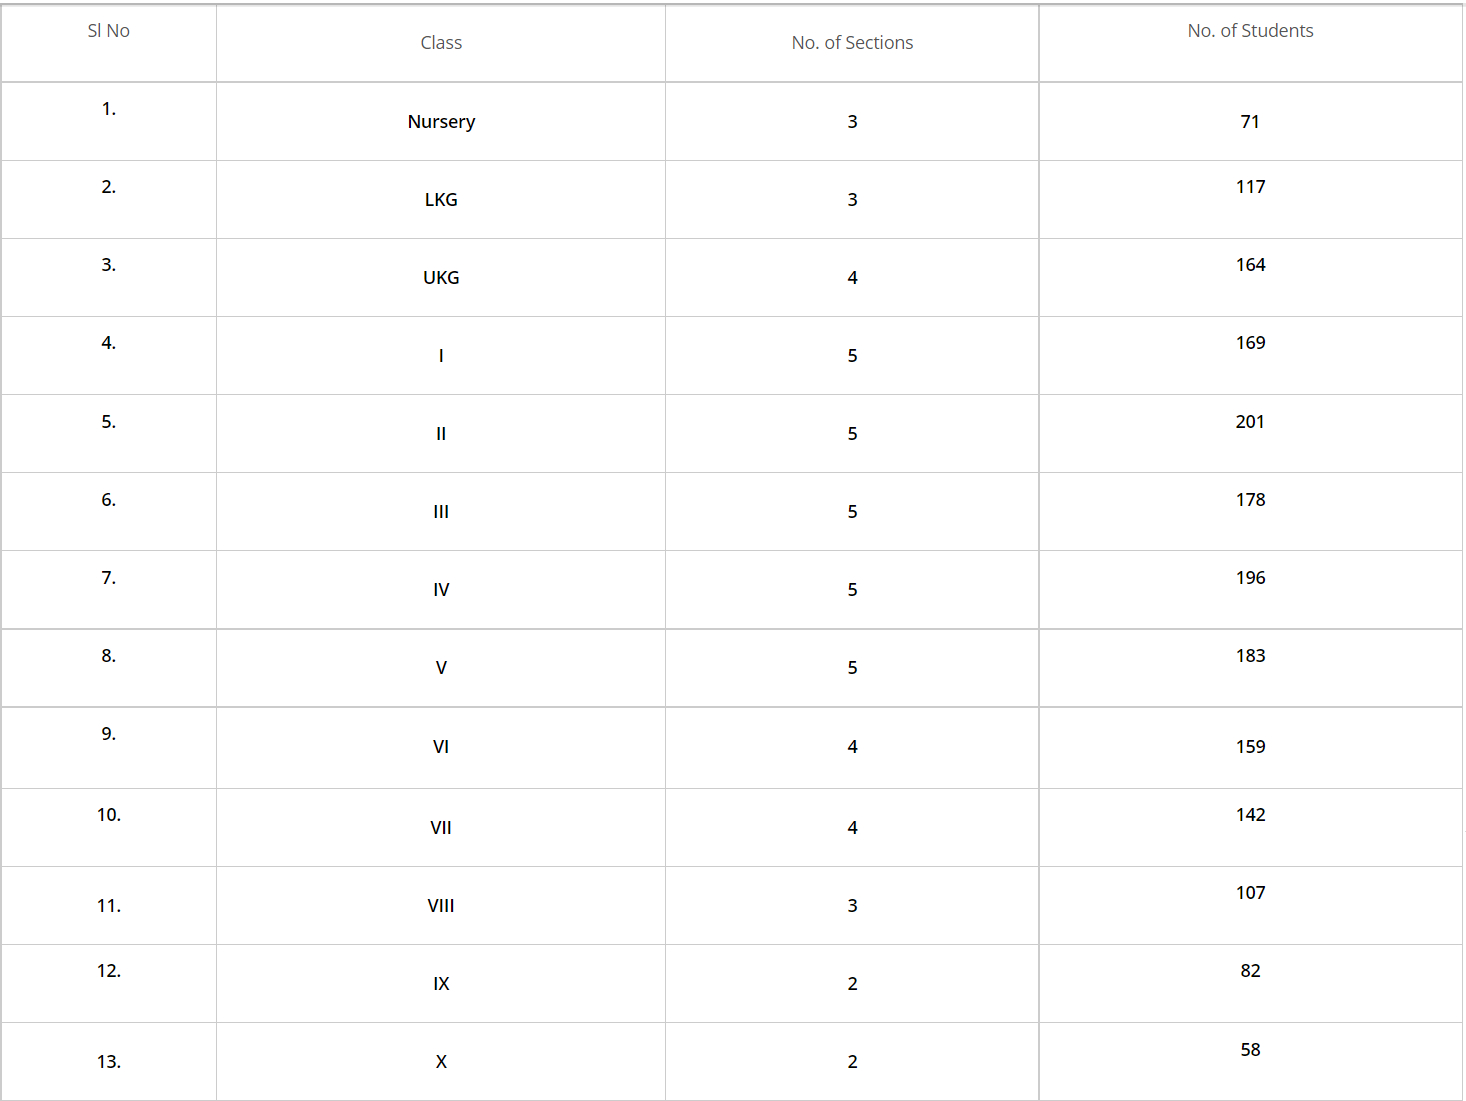 Sl No Class No. of Sections No. of Students
1. Nursery 3 71
2. LKG 3 117
3. UKG 4 164
4. I 5 169
5. II 5 201
6. III 5 178
7. IV 5 196
8. V 5 183
9. VI 4 159
10. VII 4 142
11. VIII 3 107
12. IX 2 82
13. X 2 58